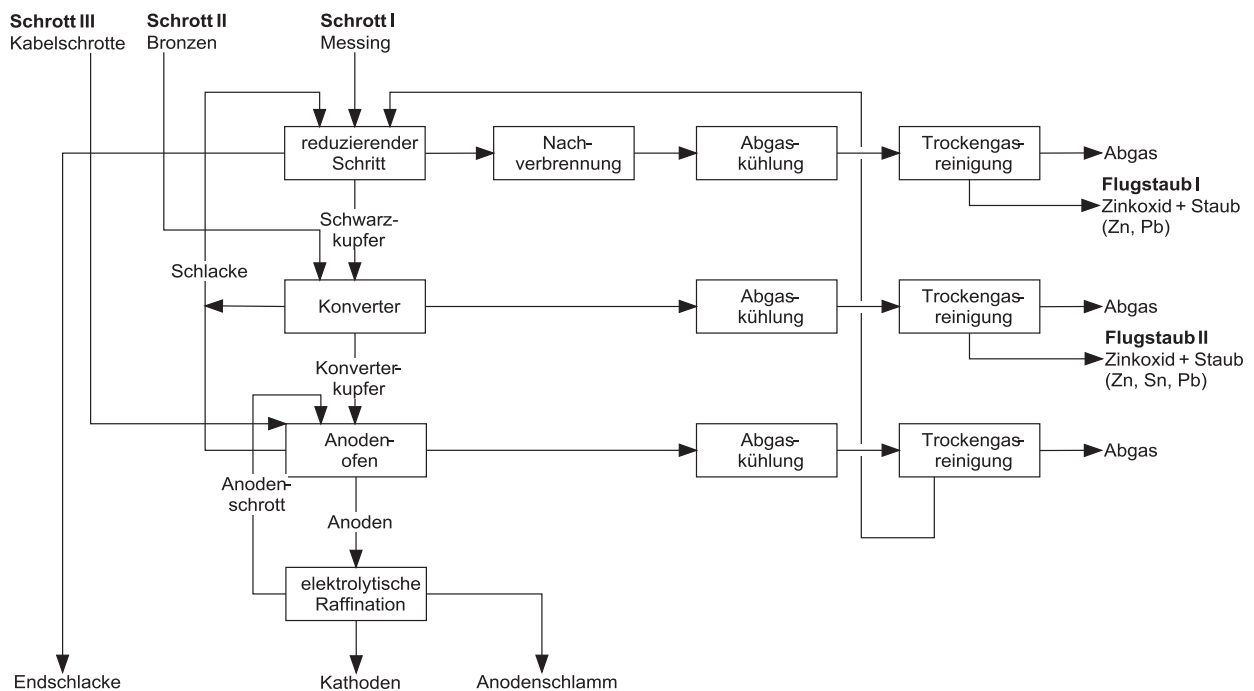 Schrott III
Kabelschrotte
Schrott II
Bronzen
Schrott I
Messing
reduzierender
Schritt
Nach-
verbrennung
Abgas-
kühlung
Trockengas-
reinigung
Abgas
Flugstaub I
Zinkoxid + Staub
(Zn, Pb)
Schwarz-
kupfer
Schlacke
Konverter
Abgas-
kühlung
Trockengas-
reinigung
Abgas
Flugstaub II
Zinkoxid + Staub
(Zn, Sn, Pb)
Konverter-
kupfer
Anoden-
ofen
Abgas-
kühlung
Trockengas-
reinigung
Abgas
Anoden-
schrott
Anoden
elektrolytische
Raffination
Endschlacke
Kathoden
Anodenschlamm